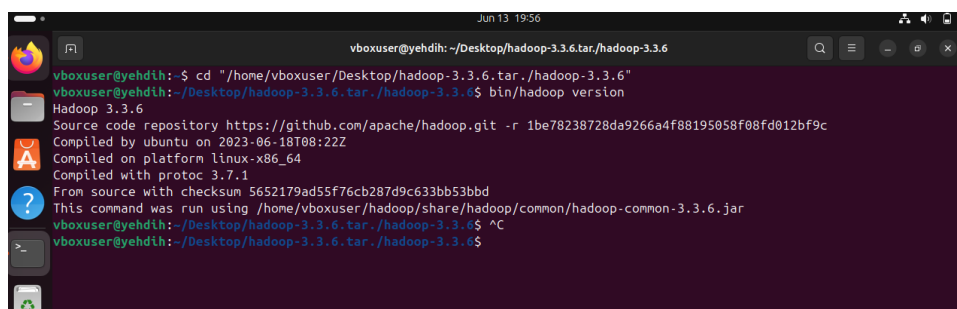 Jun 13 19:56
vboxuser@yehdih: ~/Desktop/hadoop-3.3.6.tar./hadoop-3.3.6
vboxuser@yehdih:~$ cd "/home/vboxuser/Desktop/hadoop-3.3.6.tar./hadoop-3.3.6"
vboxuser@yehdih:~/Desktop/hadoop-3.3.6.tar./hadoop-3.3.6$ bin/hadoop version
Hadoop 3.3.6
Source code repository https://github.com/apache/hadoop.git -r 1be78238728da9266a4f88195058f08fd012bf9c
Compiled by ubuntu on 2023-06-18T08:22Z
Compiled on platform linux-x86_64
Compiled with protoc 3.7.1
From source with checksum 5652179ad55f76cb287d9c633bb53bbd
This command was run using /home/vboxuser/hadoop/share/hadoop/common/hadoop-common-3.3.6.jar
vboxuser@yehdih:~/Desktop/hadoop-3.3.6.tar./hadoop-3.3.6$ ^C
vboxuser@yehdih:~/Desktop/hadoop-3.3.6.tar./hadoop-3.3.6$